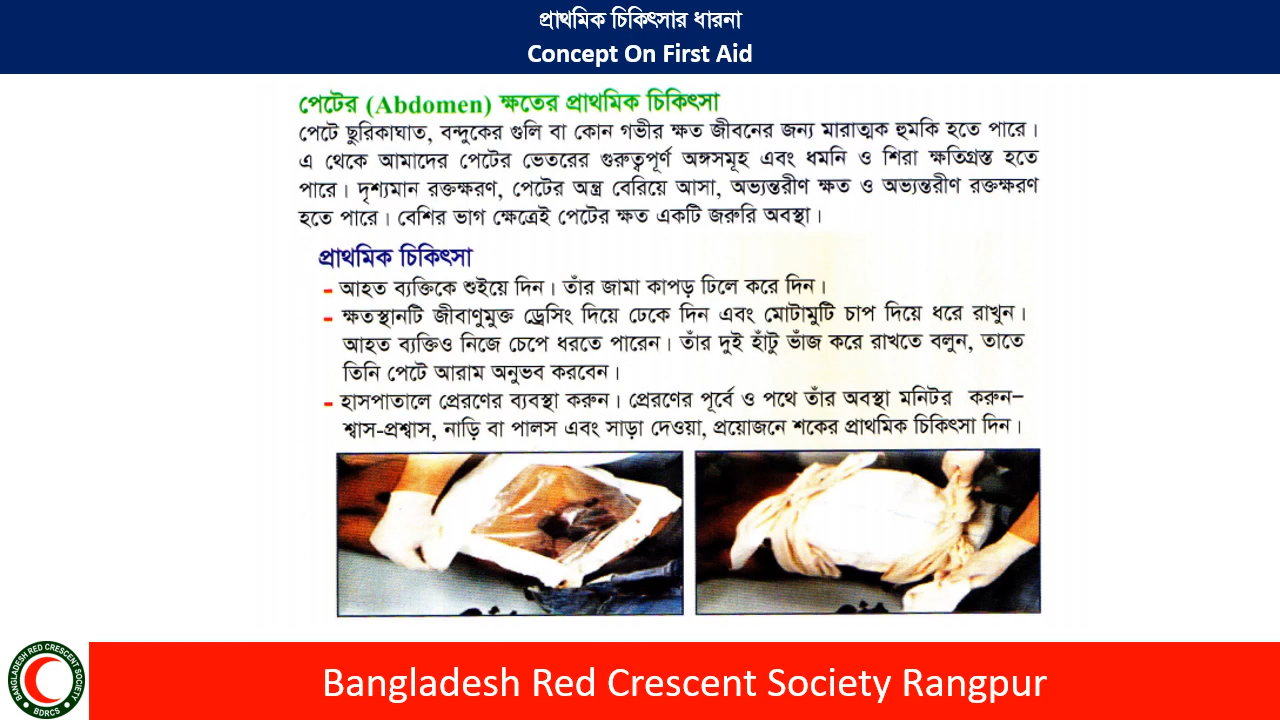 প্রাথমিক চিকিৎসার ধারনা
Concept On First Aid
পেটের (Abdomen) ক্ষতের প্রাথমিক চিকিৎসা
পেটে ছুরিকাঘাত, বন্দুকের গুলি বা কোন গভীর ক্ষত জীবনের জন্য মারাত্মক হুমকি হতে পারে।
এ থেকে আমাদের পেটের ভেতরের গুরুত্বপূর্ণ অঙ্গসমূহ এবং ধমনি ও শিরা ক্ষতিগ্রস্ত হতে
পারে। দৃশ্যমান রক্তক্ষরণ, পেটের অন্ত্র বেরিয়ে আসা, অভ্যন্তরীণ ক্ষত ও অভ্যন্তরীণ রক্তক্ষরণ
হতে পারে। বেশির ভাগ ক্ষেত্রেই পেটের ক্ষত একটি জরুরি অবস্থা।
প্রাথমিক চিকিৎসা
- আহত ব্যক্তিকে শুইয়ে দিন। তাঁর জামা কাপড় ঢিলে করে দিন।
- ক্ষতস্থানটি জীবাণুমুক্ত ড্রেসিং দিয়ে ঢেকে দিন এবং মোটামুটি চাপ দিয়ে ধরে রাখুন।
আহত ব্যক্তিও নিজে চেপে ধরতে পারেন। তাঁর দুই হাঁটু ভাঁজ করে রাখতে বলুন, তাতে
তিনি পেটে আরাম অনুভব করবেন।
- হাসপাতালে প্রেরণের ব্যবস্থা করুন। প্রেরণের পূর্বে ও পথে তাঁর অবস্থা মনিটর করুন–
শ্বাস-প্রশ্বাস, নাড়ি বা পালস এবং সাড়া দেওয়া, প্রয়োজনে শকের প্রাথমিক চিকিৎসা দিন।
BANGLADESH RED CRESCENT SOCIETY
BDRCS
Bangladesh Red Crescent Society Rangpur